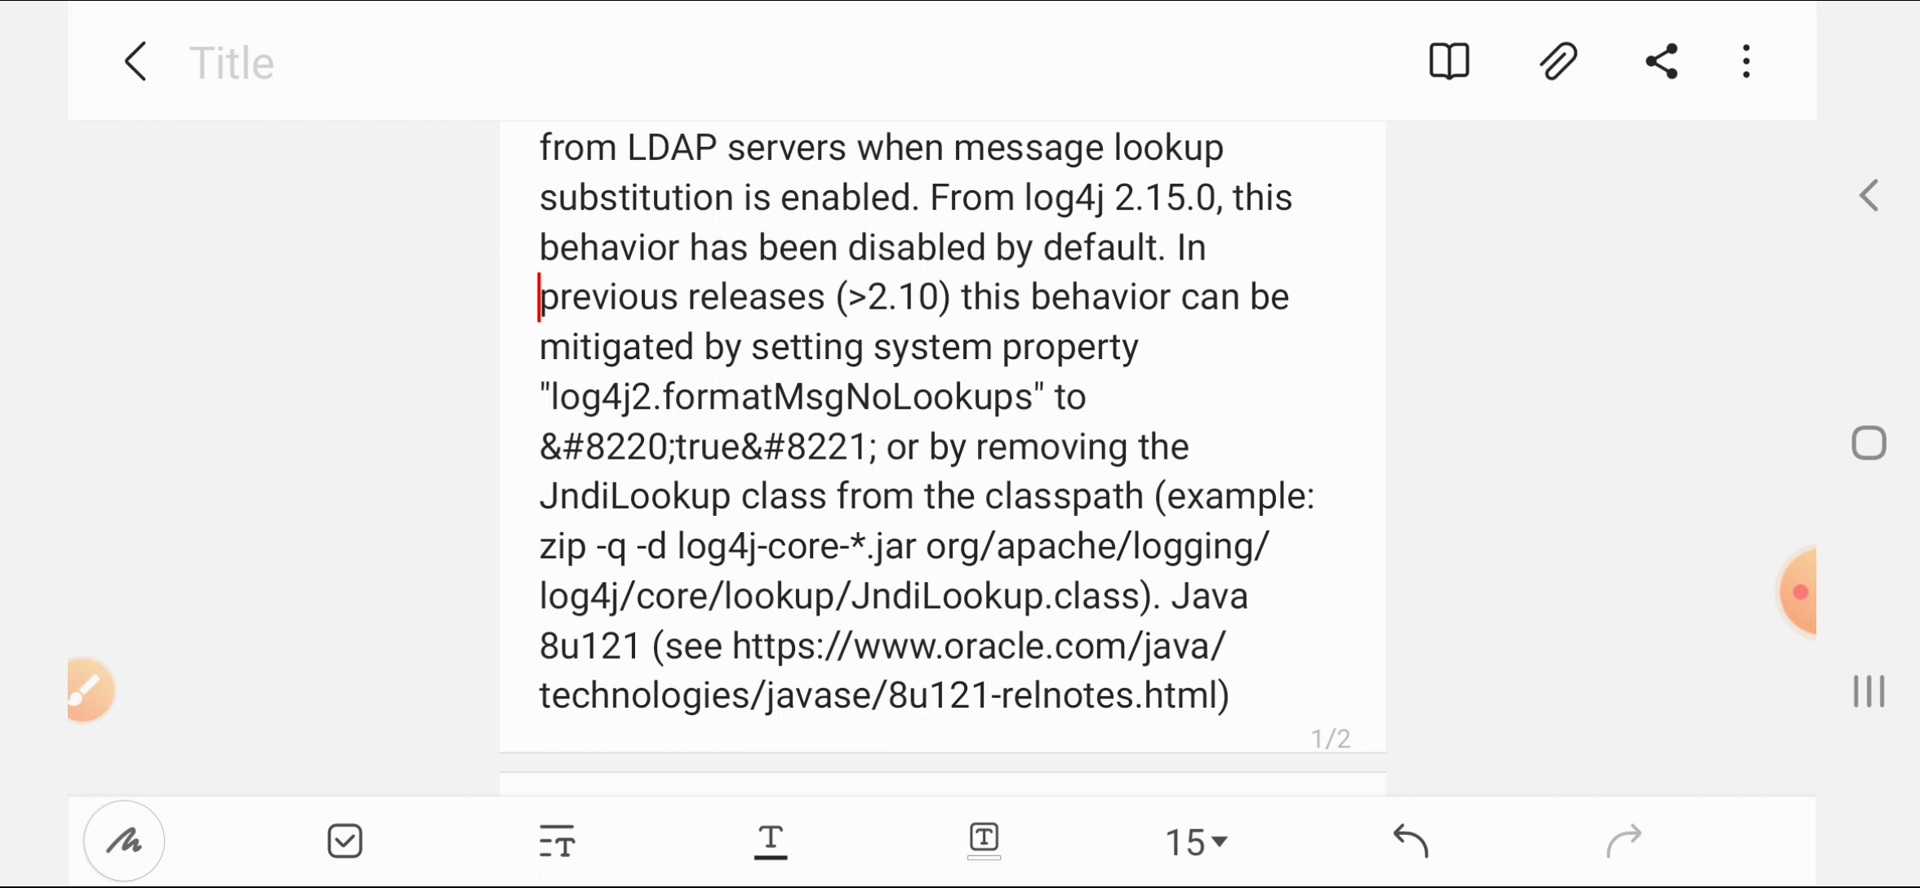 Title
from LDAP servers when message lookup
substitution is enabled. From log4j 2.15.0, this
behavior has been disabled by default. In
previous releases (>2.10) this behavior can be
mitigated by setting system property
"log4j2.formatMsgNoLookups" to
&#8220;true&#8221; or by removing the
JndiLookup class from the classpath (example:
zip -q -d log4j-core-*.jar org/apache/logging/
log4j/core/lookup/JndiLookup.class). Java
8u121 (see https://www.oracle.com/java/
technologies/javase/8u121-relnotes.html)
1/2
15